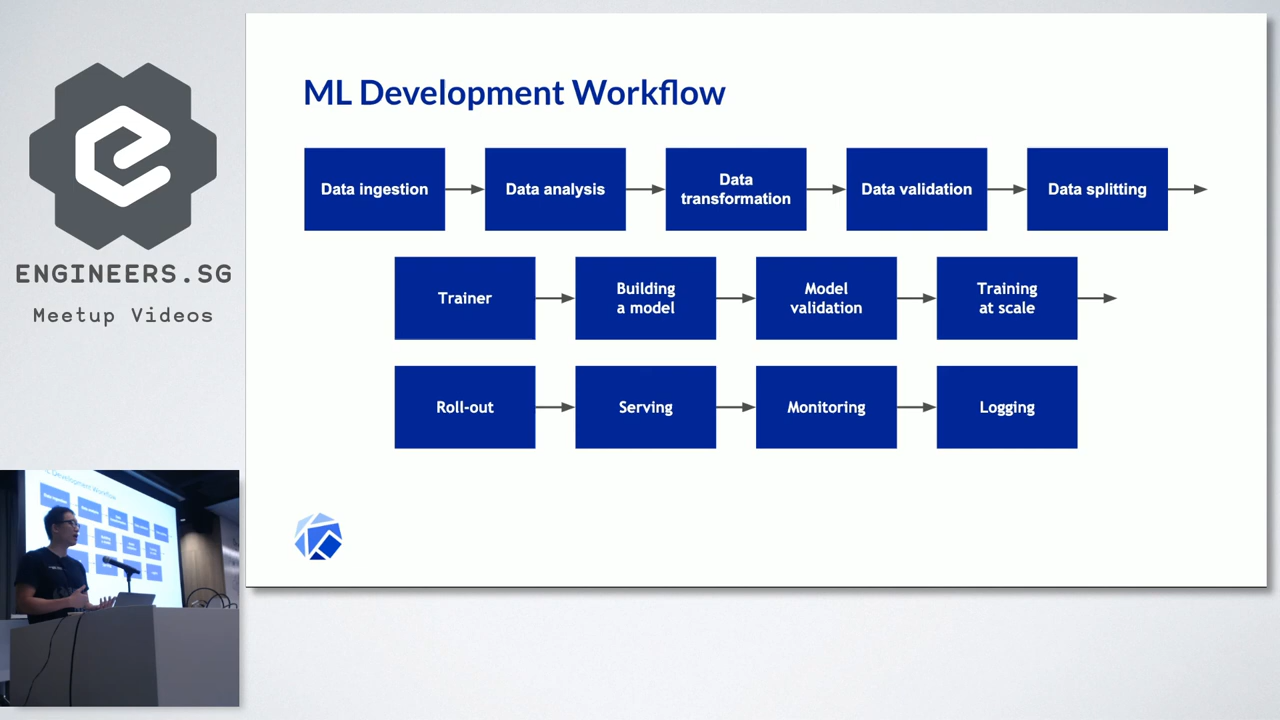 ENGINEERS.SG
Meetup Videos
ML Development Workflow
Data ingestion
Data analysis
Data
transformation
Data validation
Data splitting
Trainer
Building
a model
Model
validation
Training
at scale
Roll-out
Serving
Monitoring
Logging